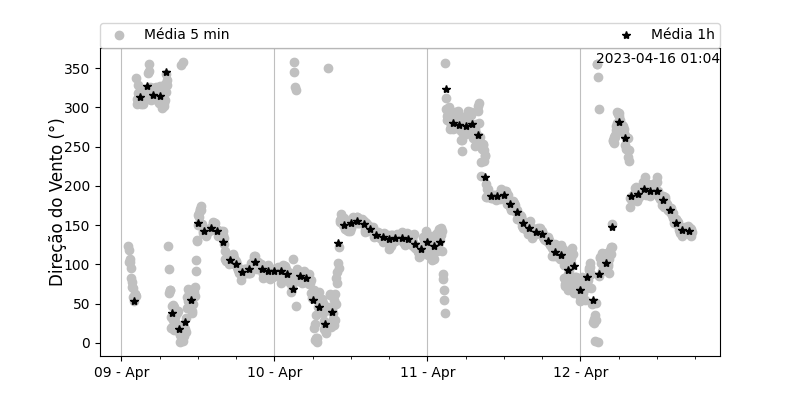 Média 5 min
Média 1h
2023-04-16 01:04
Direção do Vento (°)
350
300
250
200
150
100
50
0
09 - Apr
10 - Apr
11 - Apr
12 - Apr